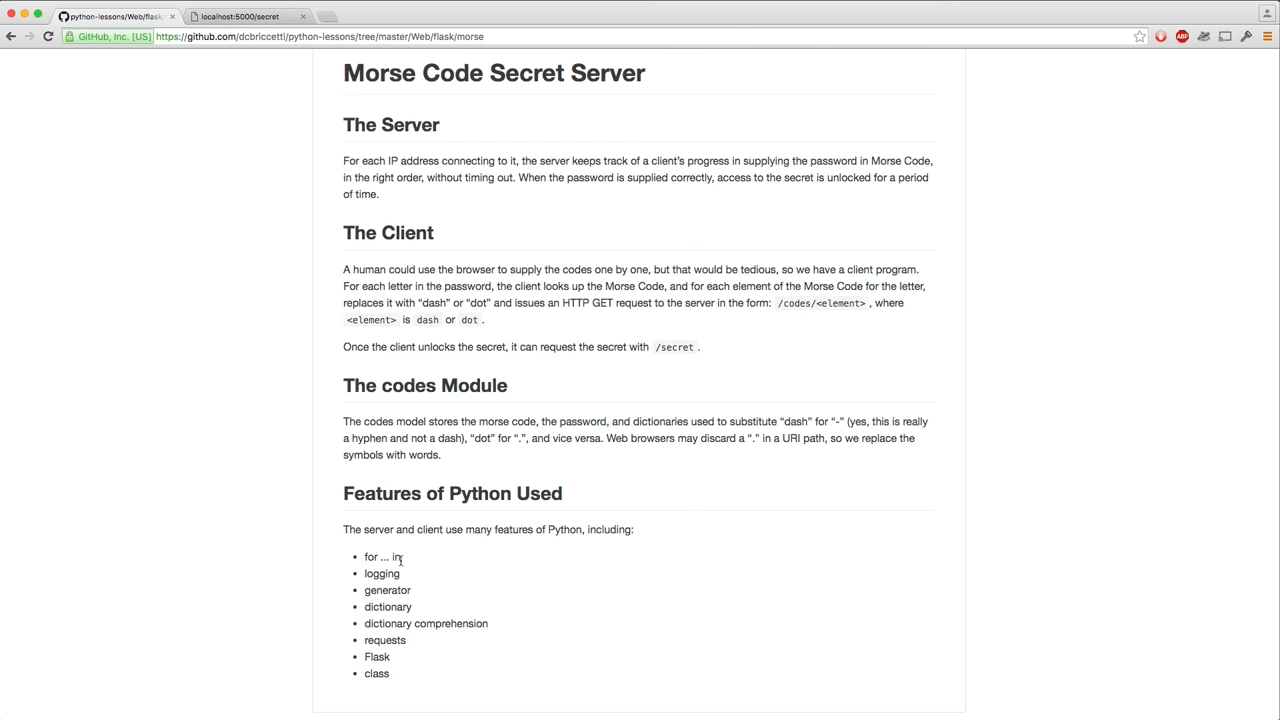 python-lessons/Web/flask/
localhost:5000/secret
GitHub, Inc. [US] https://github.com/dcbriccetti/python-lessons/tree/master/Web/flask/morse
ABP
Morse Code Secret Server
The Server
For each IP address connecting to it, the server keeps track of a client’s progress in supplying the password in Morse Code,
in the right order, without timing out. When the password is supplied correctly, access to the secret is unlocked for a period
of time.
The Client
A human could use the browser to supply the codes one by one, but that would be tedious, so we have a client program.
For each letter in the password, the client looks up the Morse Code, and for each element of the Morse Code for the letter,
replaces it with “dash” or “dot” and issues an HTTP GET request to the server in the form: /codes/<element> , where
<element> is dash or dot .
Once the client unlocks the secret, it can request the secret with /secret .
The codes Module
The codes model stores the morse code, the password, and dictionaries used to substitute “dash” for “-” (yes, this is really
a hyphen and not a dash), “dot” for “.”, and vice versa. Web browsers may discard a “.” in a URI path, so we replace the
symbols with words.
Features of Python Used
The server and client use many features of Python, including:
• for ... in
• logging
• generator
• dictionary
• dictionary comprehension
• requests
• Flask
• class